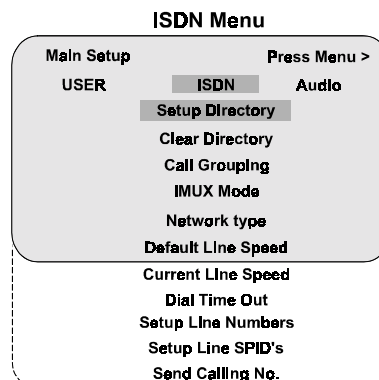 ISDN Menu
Main Setup Press Menu >
USER ISDN Audio
Setup Directory
Clear Directory
Call Grouping
IMUX Mode
Network type
Default Line Speed
Current Line Speed
Dial Time Out
Setup Line Numbers
Setup Line SPID's
Send Calling No.